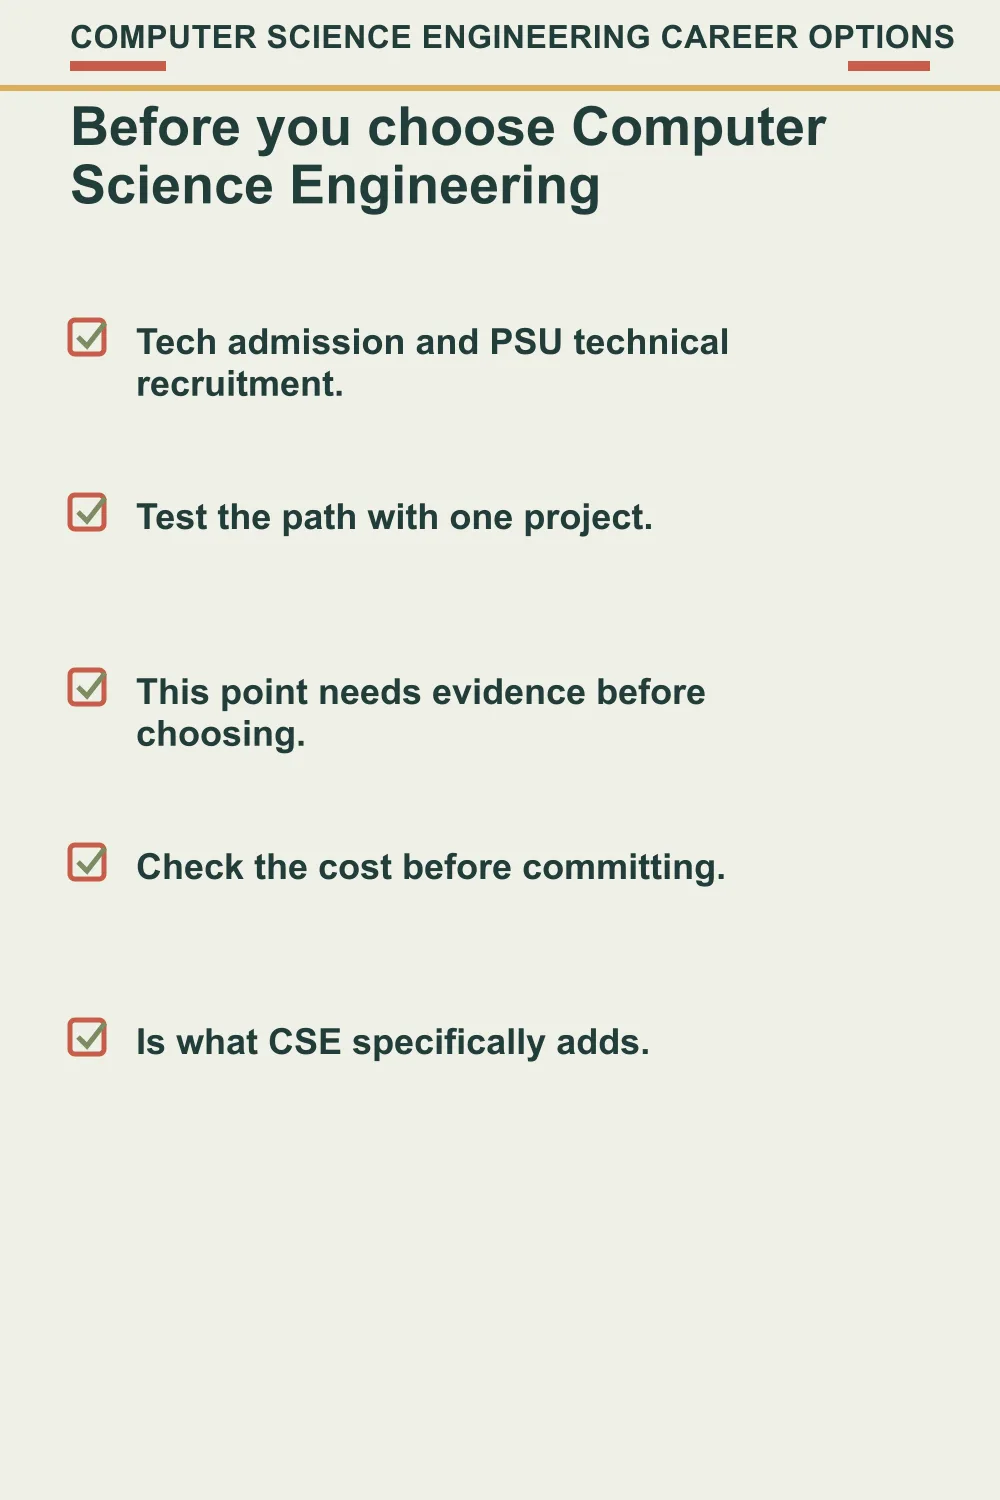 COMPUTER SCIENCE ENGINEERING CAREER OPTIONS
Before you choose Computer
Science Engineering
Tech admission and PSU technical
recruitment.
Test the path with one project.
This point needs evidence before
choosing.
Check the cost before committing.
Is what CSE specifically adds.